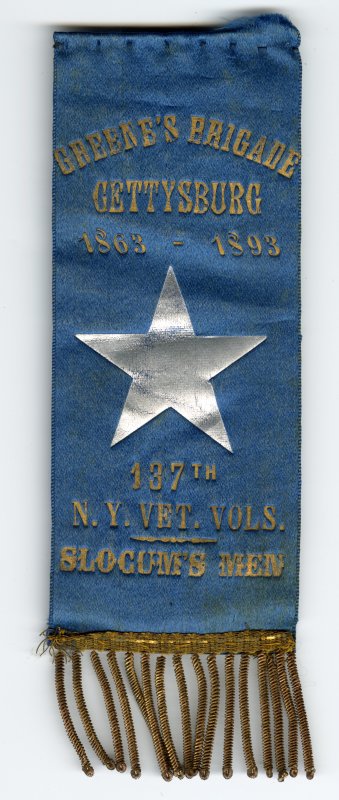 GREENE'S BRIGADE
GETTYSBURG
1863 - 1893
137TH
N. Y. VET. VOLS.
SLOCUM'S MEN